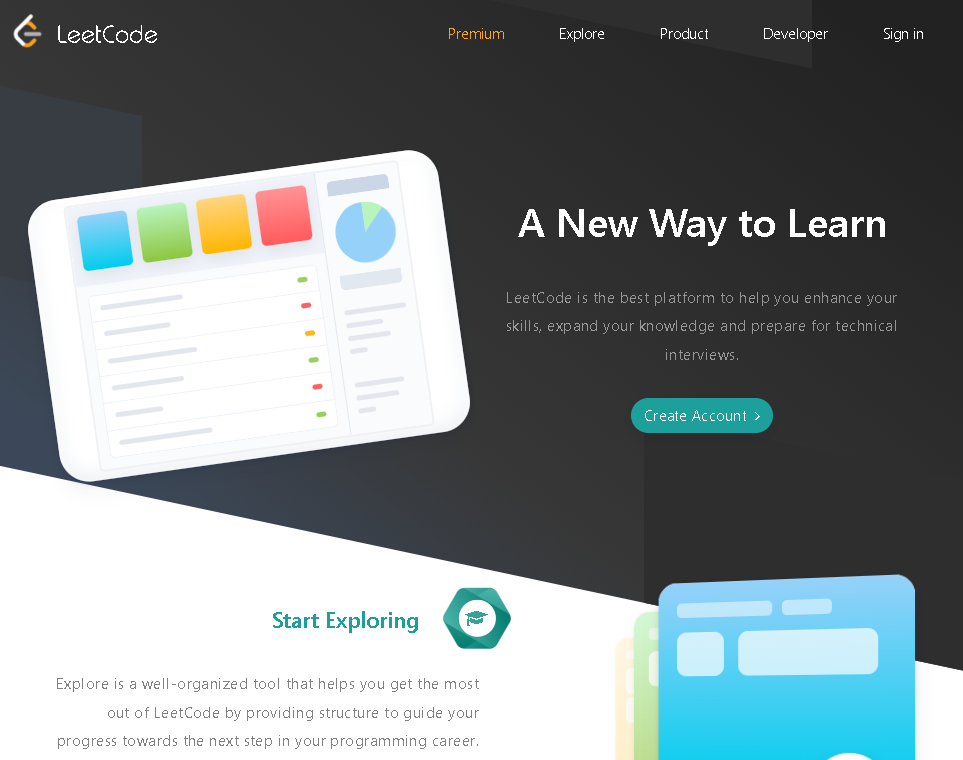 LeetCode
Premium
Explore
Product
Developer
Sign in
A New Way to Learn
LeetCode is the best platform to help you enhance your
skills, expand your knowledge and prepare for technical
interviews.
Create Account
Start Exploring
Explore is a well-organized tool that helps you get the most
out of LeetCode by providing structure to guide your
progress towards the next step in your programming career.